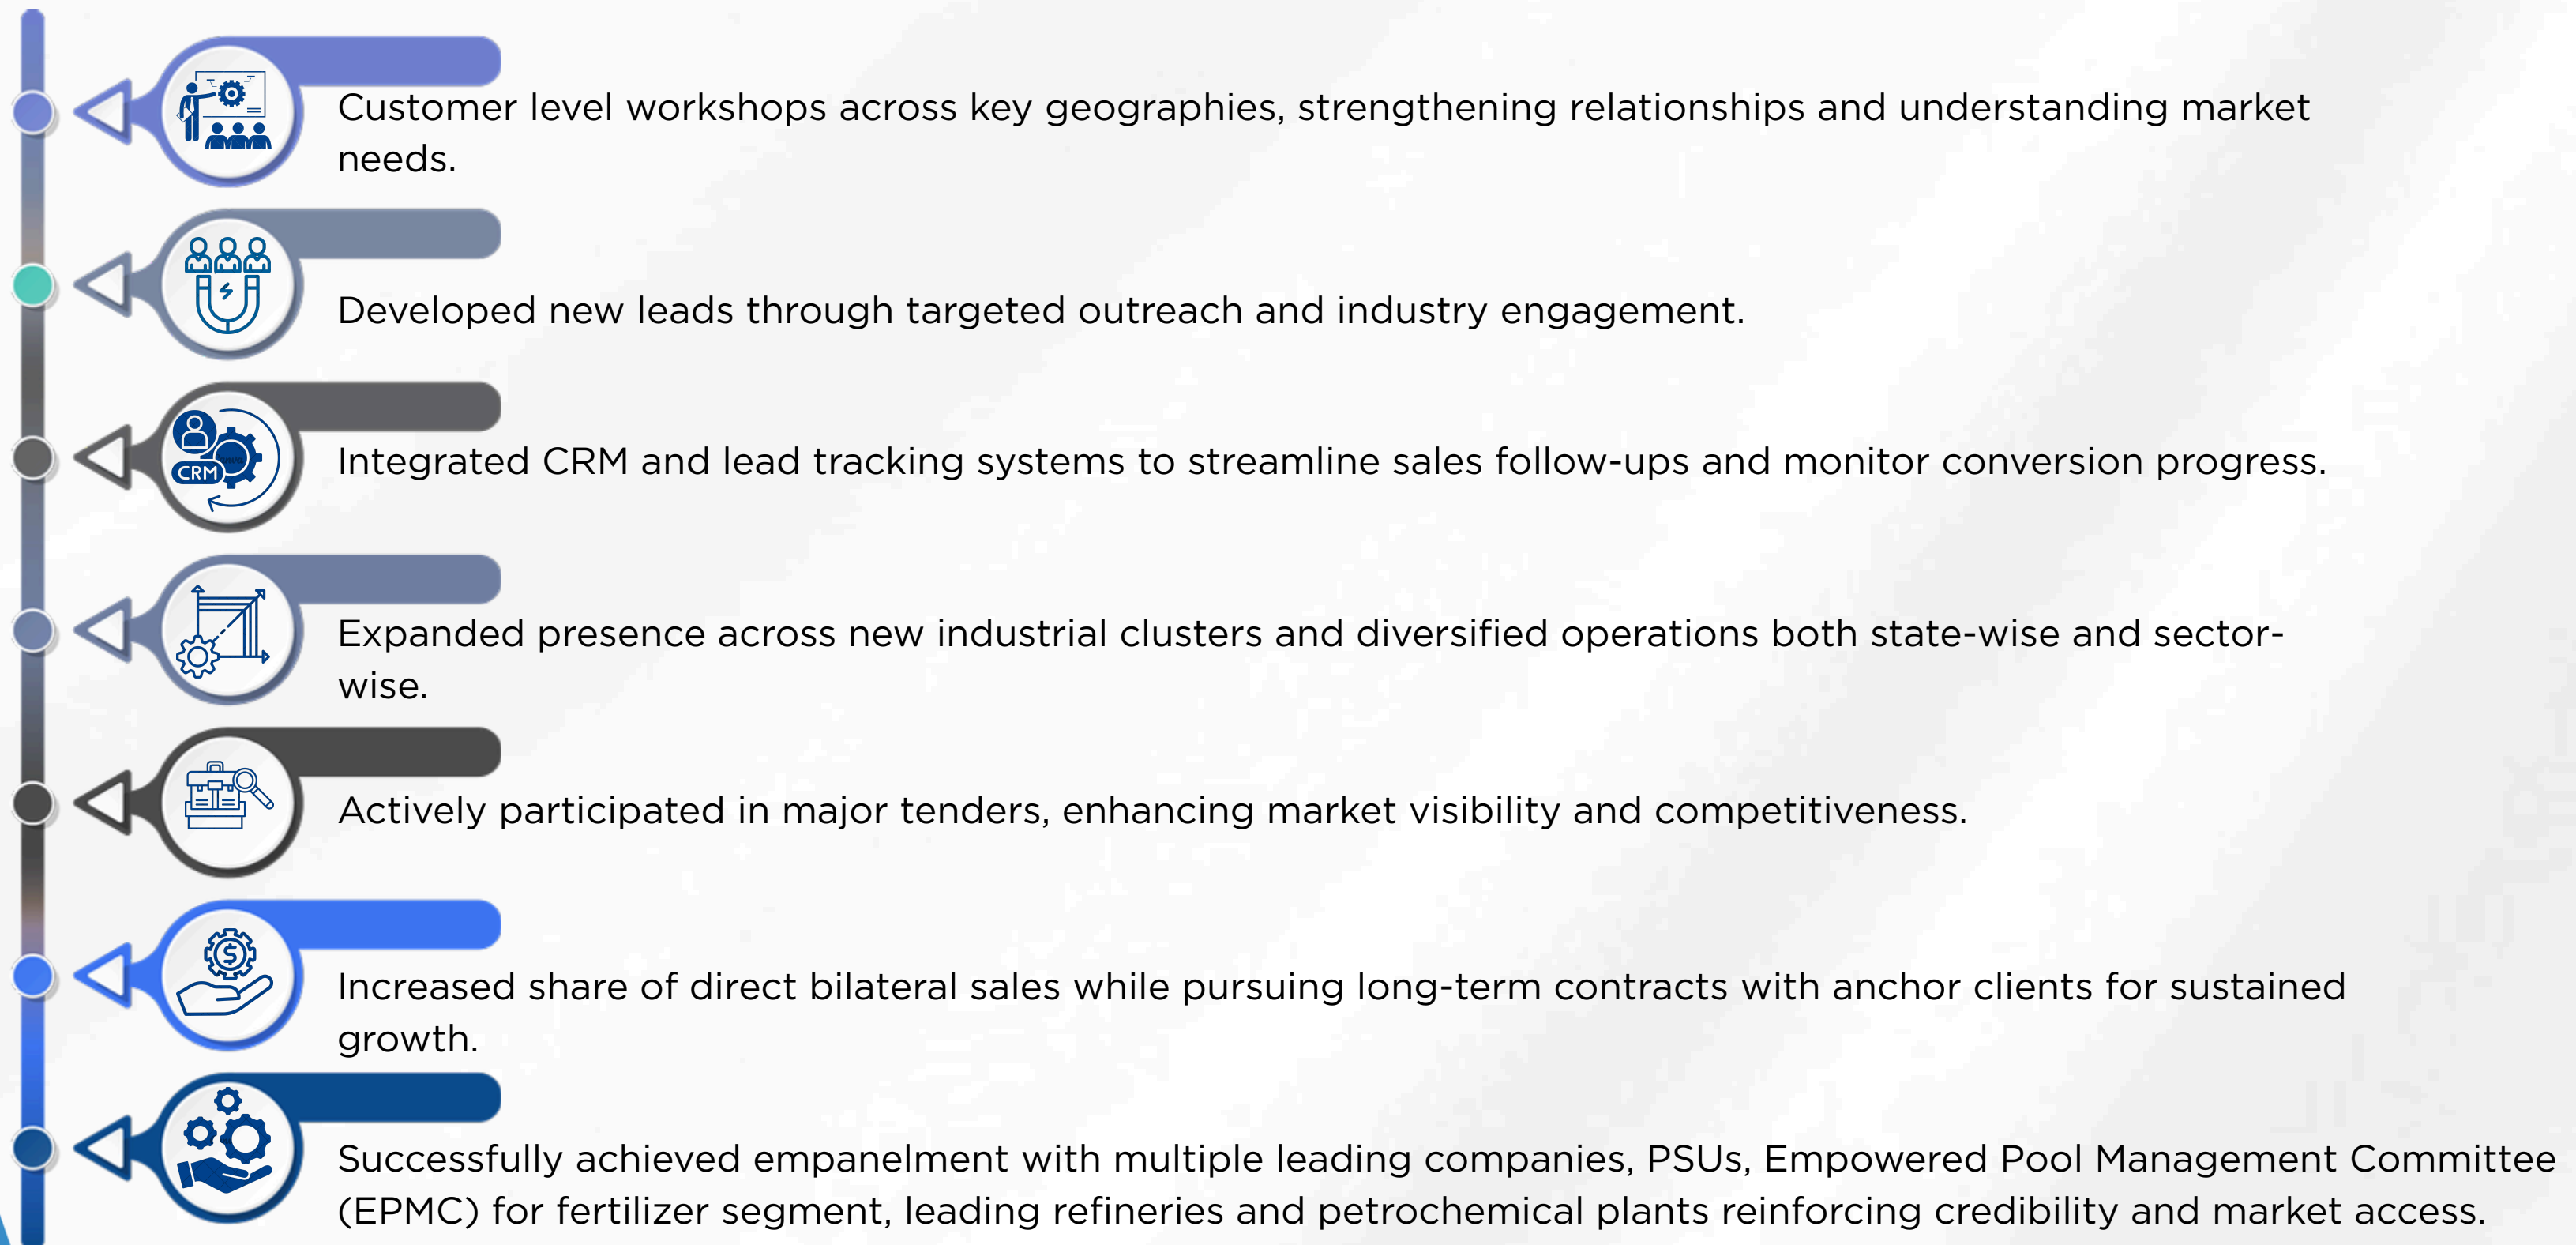 Customer level workshops across key geographies, strengthening relationships and understanding market
needs.
Developed new leads through targeted outreach and industry engagement.
CRM
Integrated CRM and lead tracking systems to streamline sales follow-ups and monitor conversion progress.
Expanded presence across new industrial clusters and diversified operations both state-wise and sector-
wise.
Actively participated in major tenders, enhancing market visibility and competitiveness.
$
Increased share of direct bilateral sales while pursuing long-term contracts with anchor clients for sustained
growth.
Successfully achieved empanelment with multiple leading companies, PSUs, Empowered Pool Management Committee
(EPMC) for fertilizer segment, leading refineries and petrochemical plants reinforcing credibility and market access.